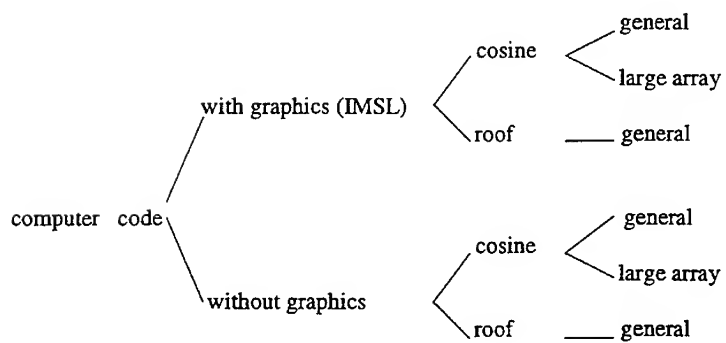 general
cosine
large array
with graphics (IMSL)
roof
general
computer code
general
cosine
large array
without graphics
roof
general